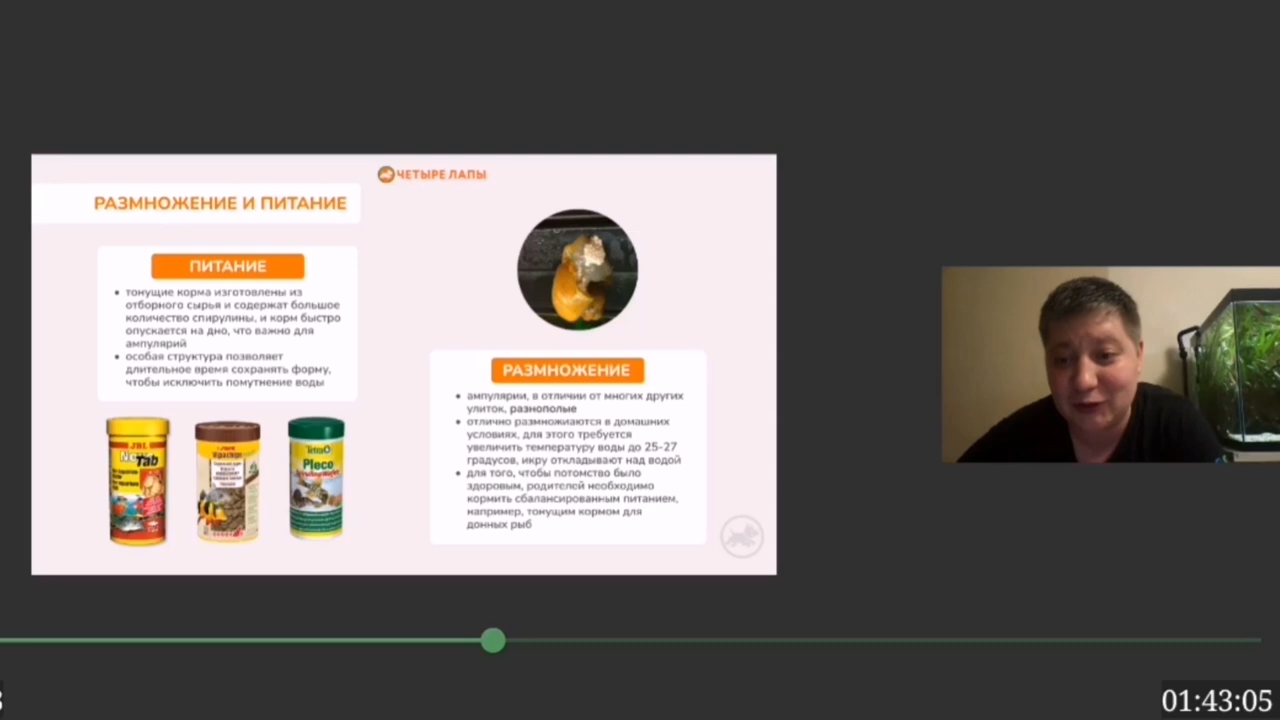 ЧЕТЫРЕ ЛАПЫ
РАЗМНОЖЕНИЕ И ПИТАНИЕ
ПИТАНИЕ
• тонущие корма изготовлены из
отборного сырья и содержат большое
количество спирулины, и корм быстро
опускается на дно, что важно для
ампулярий
• особая структура позволяет
длительное время сохранять форму,
чтобы исключить помутнение воды
JBL
NovoTab
Tetra
Pleco
РАЗМНОЖЕНИЕ
• ампулярии, в отличии от многих других
улиток, разнополые
• отлично размножиаются в домашних
условиях, для этого требуется
увеличить температуру воды до 25-27
градусов, икру откладывают над водой
• для того, чтобы потомство было
здоровым, родителей необходимо
кормить сбалансированным питанием,
например, тонущим кормом для
донных рыб
01:43:05